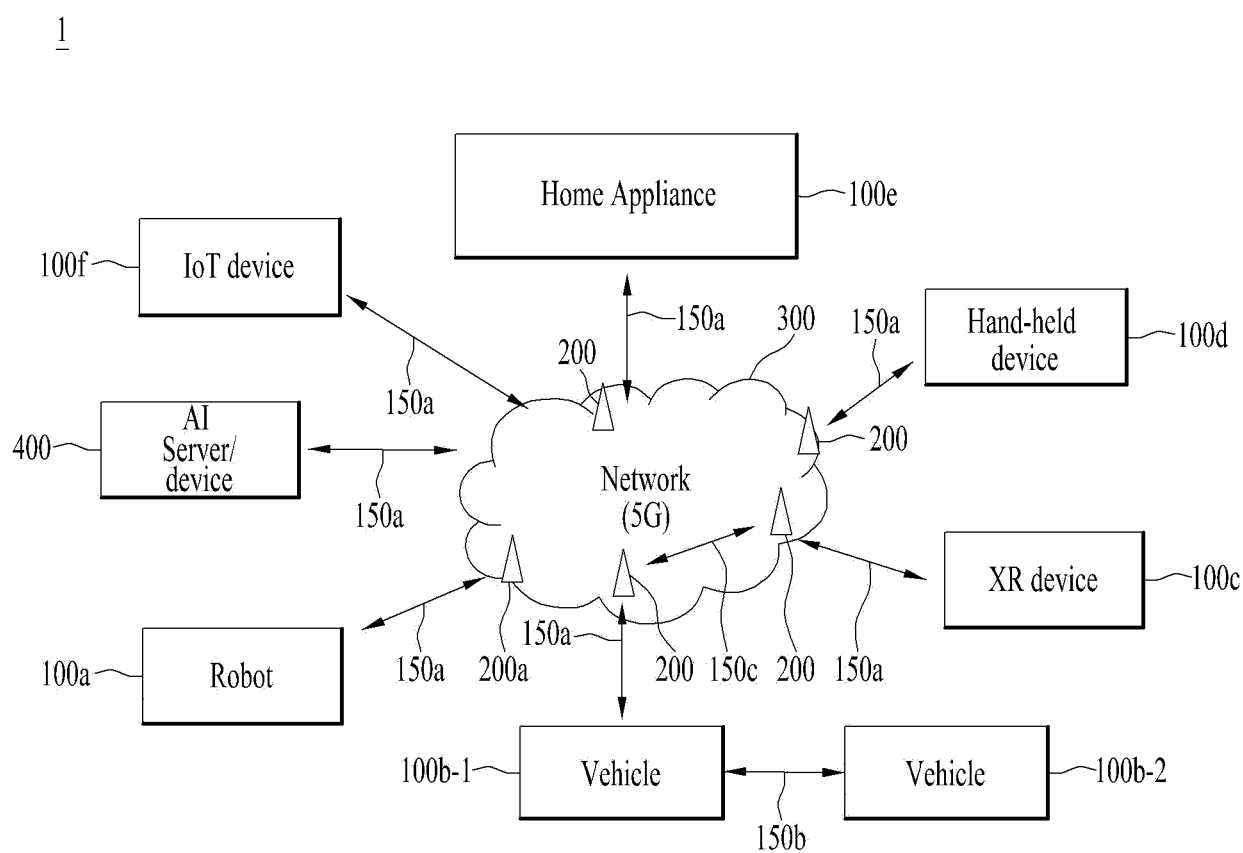 1
Home Appliance
100e
IoT device
100f
150a
300
150a
Hand-held
device
100d
200
150a
AI
Server/
device
400
200
150a
Network
(5G)
XR device
100c
150a
150a
200a
150a
200
150c
200
150a
Robot
100a
Vehicle
100b-1
Vehicle
100b-2
150b